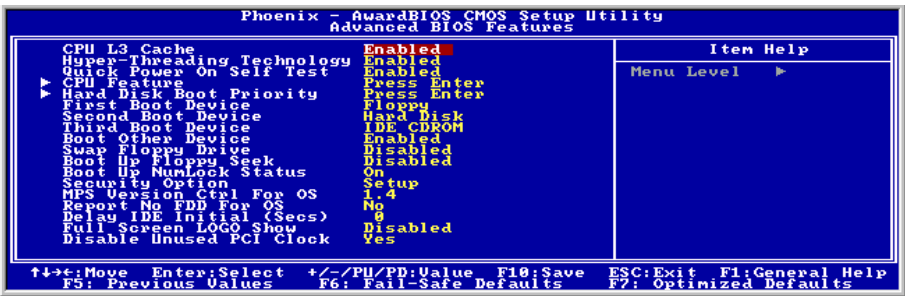 Phoenix - AwardBIOS CMOS Setup Utility
Advanced BIOS Features
CPU L3 Cache Enabled
Hyper-Threading Technology Enabled
Quick Power On Self Test Enabled
► CPU Feature Press Enter
► Hard Disk Boot Priority Press Enter
First Boot Device Floppy
Second Boot Device Hard Disk
Third Boot Device IDE CDROM
Boot Other Device Enabled
Swap Floppy Drive Disabled
Boot Up Floppy Seek Disabled
Boot Up NumLock Status On
Security Option Setup
MPS Version Ctrl For OS 1.4
Report No FDD For OS No
Delay IDE Initial (Secs) 0
Full Screen LOGO Show Disabled
Disable Unused PCI Clock Yes
Item Help
Menu Level ►
↑↓→←:Move Enter:Select +/-/PU/PD:Value F10:Save ESC:Exit F1:General Help
F5: Previous Values F6: Fail-Safe Defaults F7: Optimized Defaults